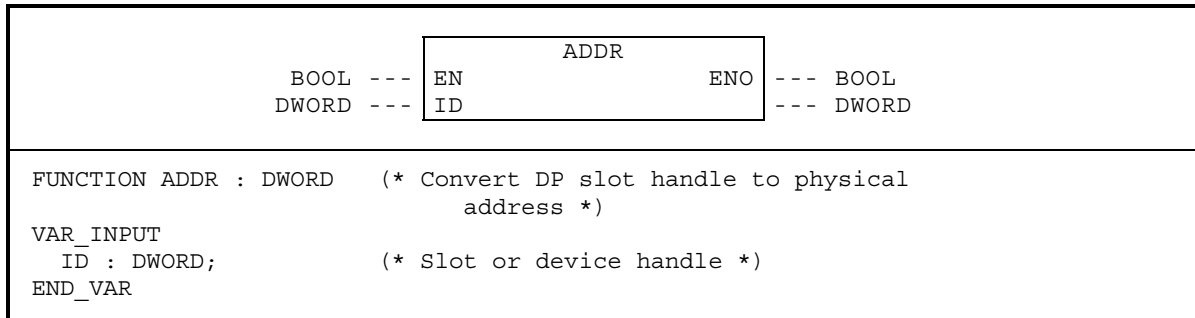 ADDR
BOOL --- EN ENO --- BOOL
DWORD --- ID --- DWORD
FUNCTION ADDR : DWORD (* Convert DP slot handle to physical
address *)
VAR_INPUT
ID : DWORD; (* Slot or device handle *)
END_VAR